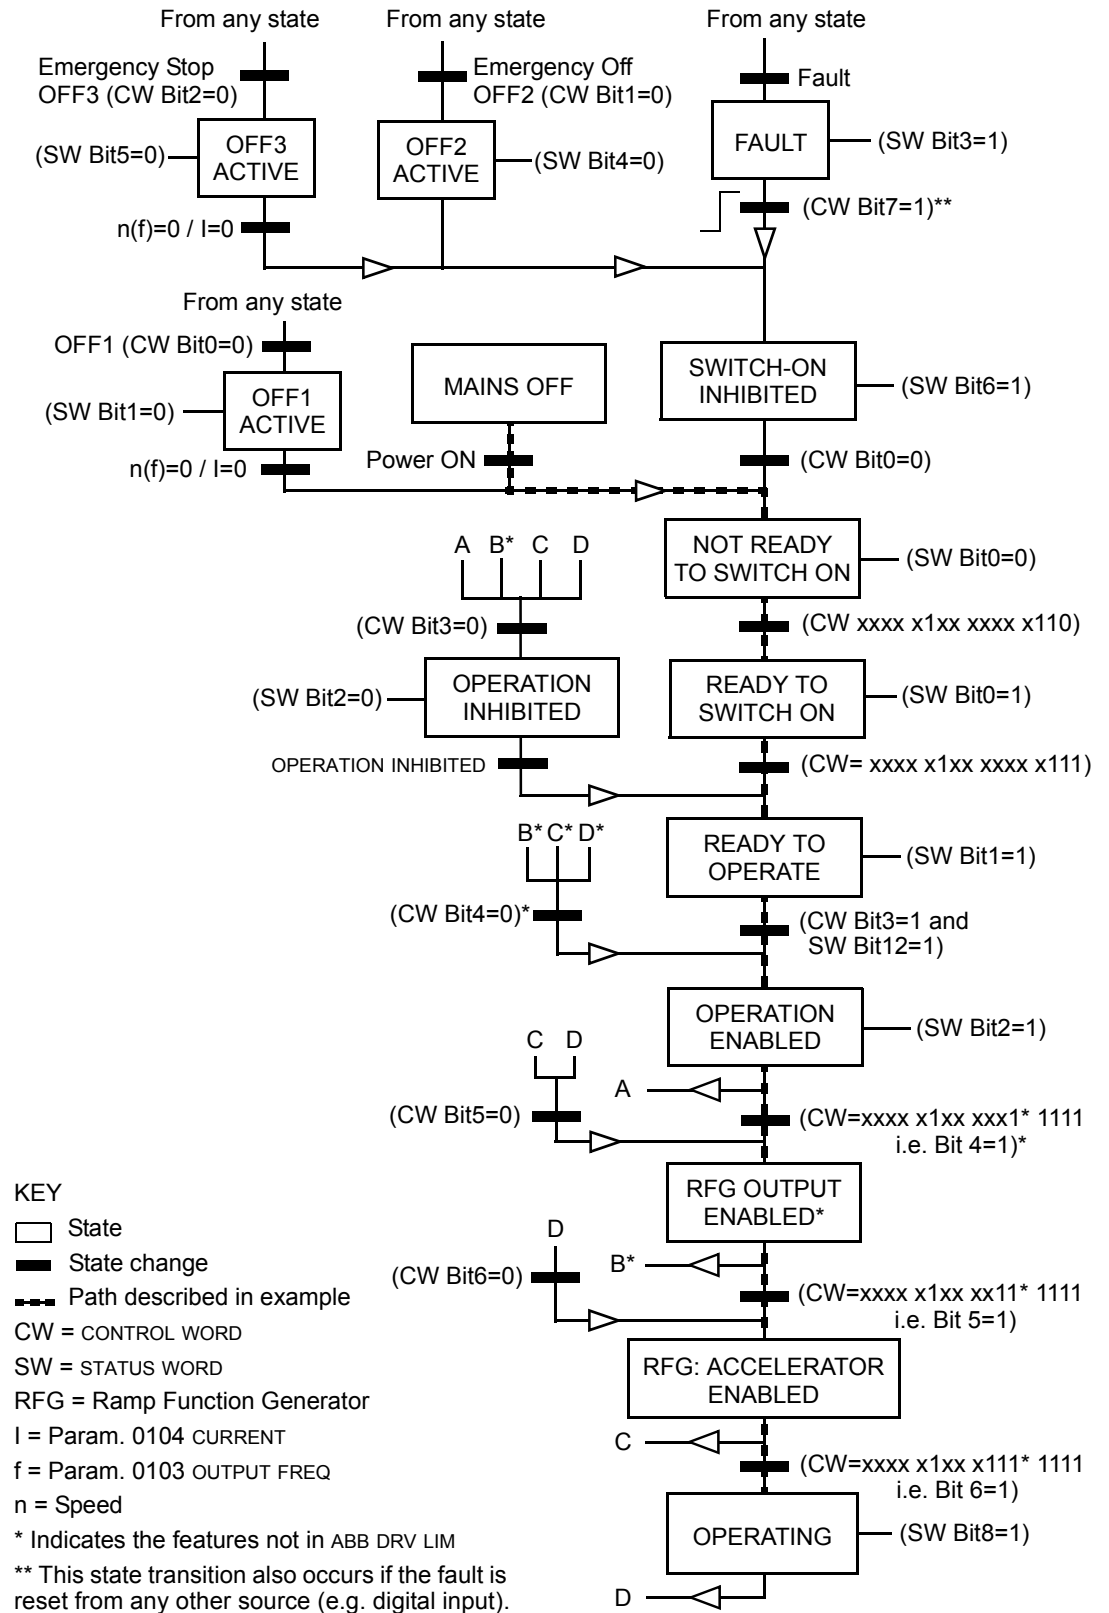 From any state
From any state
From any state
Emergency Stop
OFF3 (CW Bit2=0)
Emergency Off
OFF2 (CW Bit1=0)
Fault
(SW Bit5=0)
OFF3
ACTIVE
OFF2
ACTIVE
(SW Bit4=0)
FAULT
(SW Bit3=1)
n(f)=0 / I=0
(CW Bit7=1)**
From any state
OFF1 (CW Bit0=0)
(SW Bit1=0)
OFF1
ACTIVE
MAINS OFF
SWITCH-ON
INHIBITED
(SW Bit6=1)
n(f)=0 / I=0
Power ON
(CW Bit0=0)
A B* C D
NOT READY
TO SWITCH ON
(SW Bit0=0)
(CW Bit3=0)
(CW xxxx x1xx xxxx x110)
(SW Bit2=0)
OPERATION
INHIBITED
READY TO
SWITCH ON
(SW Bit0=1)
OPERATION INHIBITED
(CW= xxxx x1xx xxxx x111)
B* C* D*
READY TO
OPERATE
(SW Bit1=1)
(CW Bit4=0)*
(CW Bit3=1 and
SW Bit12=1)
OPERATION
ENABLED
(SW Bit2=1)
C D
A
(CW Bit5=0)
(CW=xxxx x1xx xxx1* 1111
i.e. Bit 4=1)*
RFG OUTPUT
ENABLED*
D
B*
(CW Bit6=0)
(CW=xxxx x1xx xx11* 1111
i.e. Bit 5=1)
RFG: ACCELERATOR
ENABLED
C
(CW=xxxx x1xx x111* 1111
i.e. Bit 6=1)
OPERATING
(SW Bit8=1)
D
KEY
State
State change
Path described in example
CW = CONTROL WORD
SW = STATUS WORD
RFG = Ramp Function Generator
I = Param. 0104 CURRENT
f = Param. 0103 OUTPUT FREQ
n = Speed
* Indicates the features not in ABB DRV LIM
** This state transition also occurs if the fault is
reset from any other source (e.g. digital input).